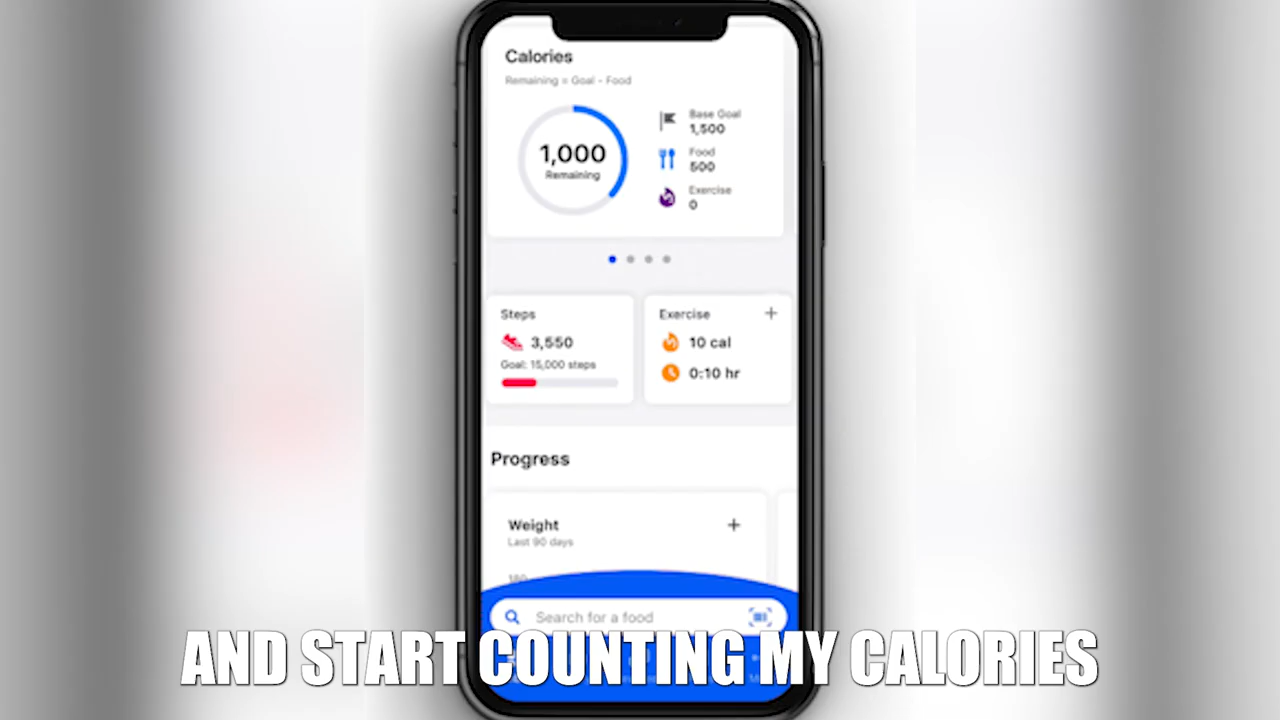 Calories
Remaining = Goal - Food
1,000
Remaining
Base Goal
1,500
Food
500
Exercise
0
Steps
3,550
Goal: 15,000 steps
Exercise
10 cal
0:10 hr
Progress
Weight
Last 90 days
180
Search for a food
AND START COUNTING MY CALORIES